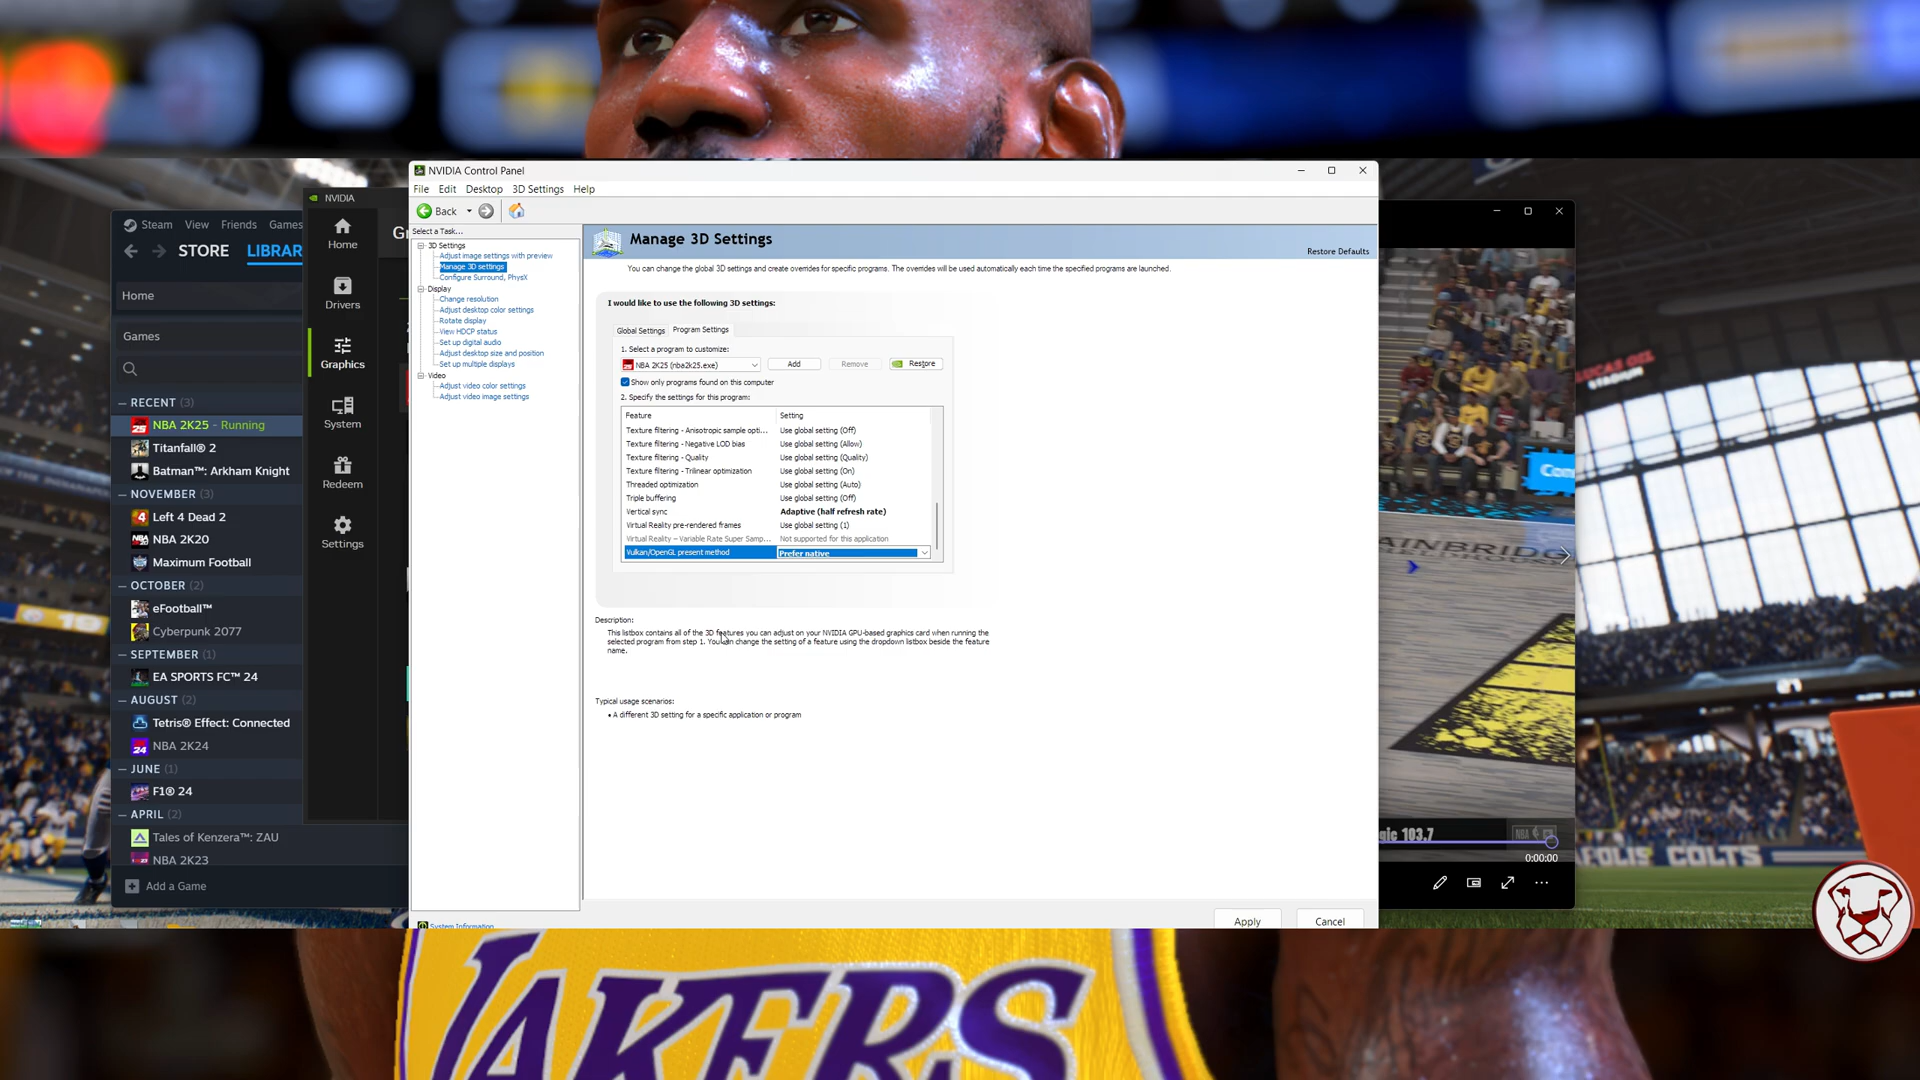 NVIDIA Control Panel
File Edit Desktop 3D Settings Help
Back
Select a Task...
3D Settings
Adjust image settings with preview
Manage 3D settings
Configure Surround, PhysX
Display
Change resolution
Adjust desktop color settings
Rotate display
View HDCP status
Set up digital audio
Adjust desktop size and position
Set up multiple displays
Video
Adjust video color settings
Adjust video image settings
System Information
Manage 3D Settings
Restore Defaults
You can change the global 3D settings and create overrides for specific programs. The overrides will be used automatically each time the specified programs are launched.
I would like to use the following 3D settings:
Global Settings Program Settings
1. Select a program to customize:
NBA 2K25 (nba2k25.exe) Add Remove Restore
Show only programs found on this computer
2. Specify the settings for this program:
Feature Setting
Texture filtering - Anisotropic sample opti... Use global setting (Off)
Texture filtering - Negative LOD bias Use global setting (Allow)
Texture filtering - Quality Use global setting (Quality)
Texture filtering - Trilinear optimization Use global setting (On)
Threaded optimization Use global setting (Auto)
Triple buffering Use global setting (Off)
Vertical sync Adaptive (half refresh rate)
Virtual Reality pre-rendered frames Use global setting (1)
Virtual Reality – Variable Rate Super Samp... Not supported for this application
Vulkan/OpenGL present method Prefer native
Description:
This listbox contains all of the 3D features you can adjust on your NVIDIA GPU-based graphics card when running the
selected program from step 1. You can change the setting of a feature using the dropdown listbox beside the feature
name.
Typical usage scenarios:
• A different 3D setting for a specific application or program
Apply Cancel
NVIDIA
Home
Drivers
Graphics
System
Redeem
Settings
Steam View Friends Games
STORE LIBRAR
Home
Games
RECENT (3)
NBA 2K25 - Running
Titanfall® 2
Batman™: Arkham Knight
NOVEMBER (3)
Left 4 Dead 2
NBA 2K20
Maximum Football
OCTOBER (2)
eFootball™
Cyberpunk 2077
SEPTEMBER (1)
EA SPORTS FC™ 24
AUGUST (2)
Tetris® Effect: Connected
NBA 2K24
JUNE (1)
F1® 24
APRIL (2)
Tales of Kenzera™: ZAU
NBA 2K23
Add a Game
gic 103.7
0:00:00
LUCAS OIL
STADIUM
COLTS
LAKERS